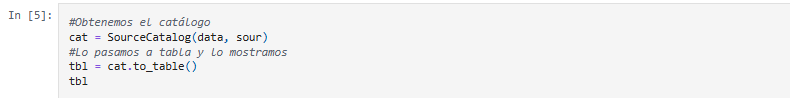 In [5]:
#Obtenemos el catálogo
cat = SourceCatalog(data, sour)
#Lo pasamos a tabla y lo mostramos
tbl = cat.to_table()
tbl